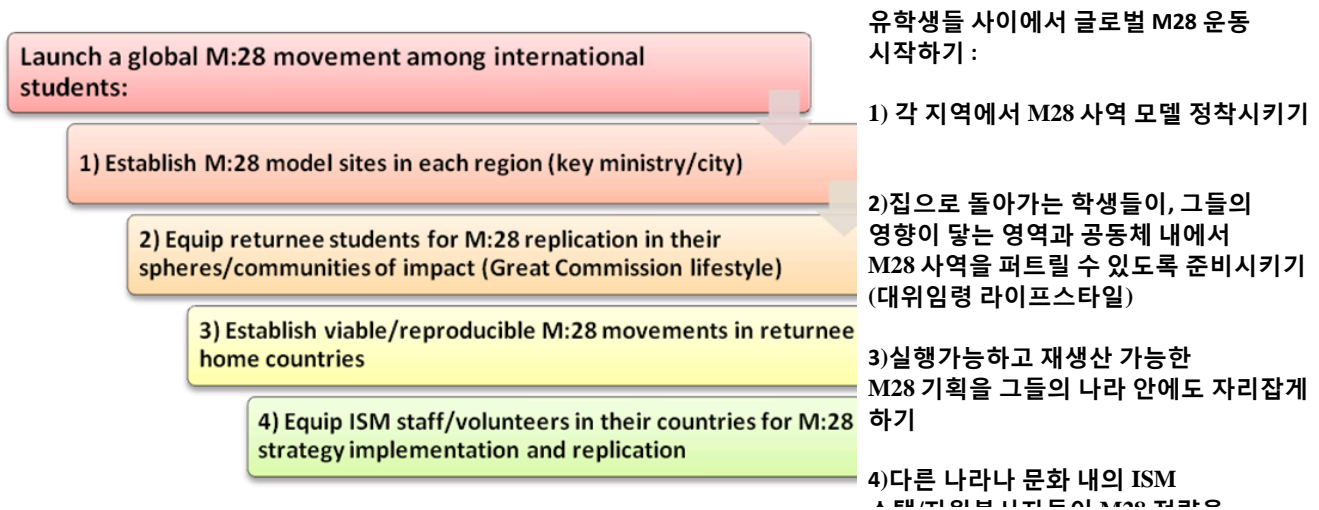 Launch a global M:28 movement among international
students:
1) Establish M:28 model sites in each region (key ministry/city)
2) Equip returnee students for M:28 replication in their
spheres/communities of impact (Great Commission lifestyle)
3) Establish viable/reproducible M:28 movements in returnee
home countries
4) Equip ISM staff/volunteers in their countries for M:28
strategy implementation and replication
유학생들 사이에서 글로벌 M28 운동
시작하기 :
1) 각 지역에서 M28 사역 모델 정착시키기
2)집으로 돌아가는 학생들이, 그들의
영향이 닿는 영역과 공동체 내에서
M28 사역을 퍼트릴 수 있도록 준비시키기
(대위임령 라이프스타일)
3)실행가능하고 재생산 가능한
M28 기획을 그들의 나라 안에도 자리잡게
하기
4)다른 나라나 문화 내의 ISM